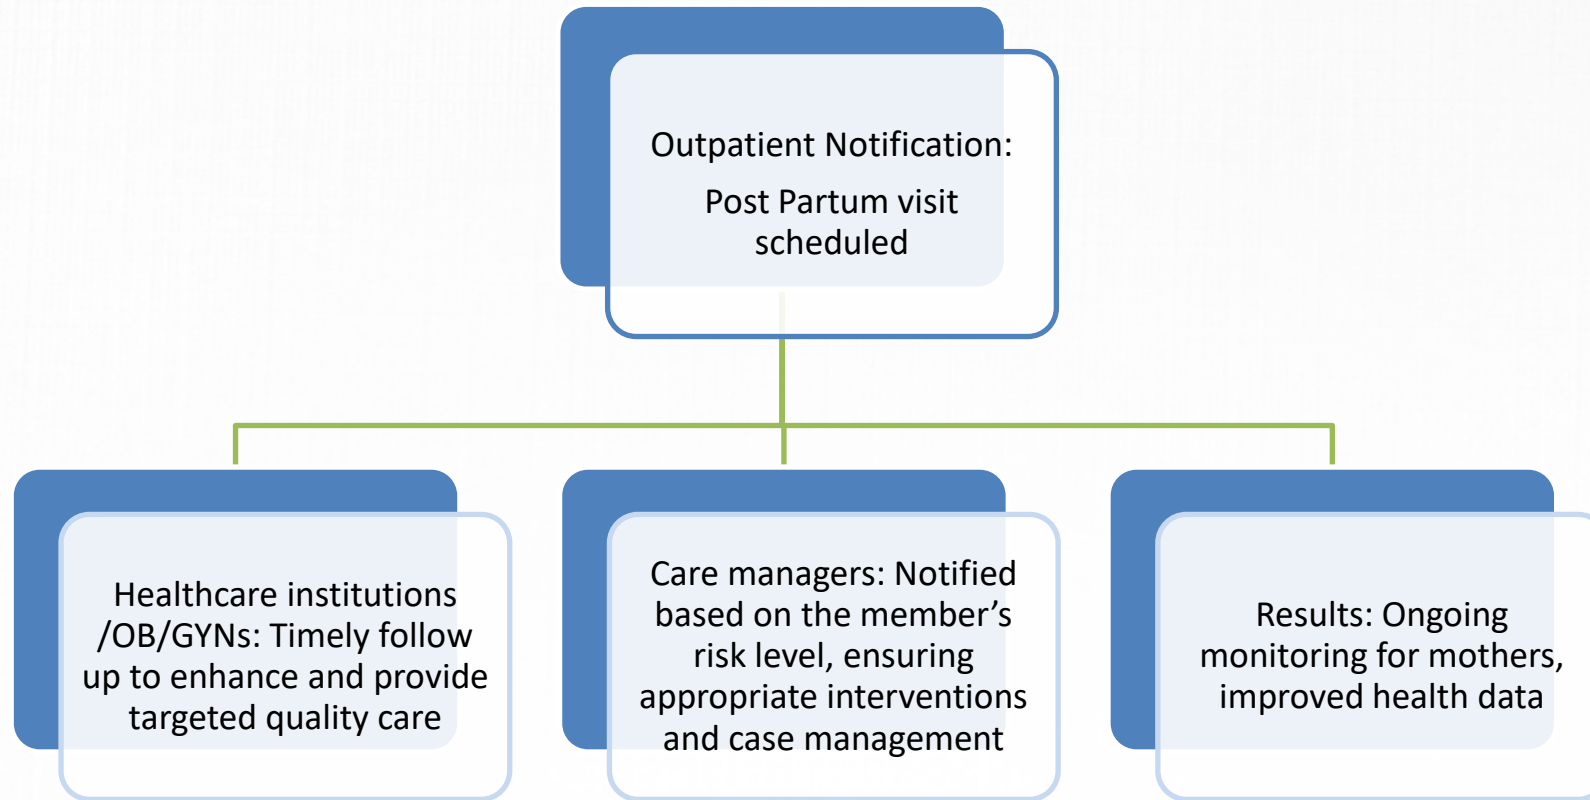 Outpatient Notification:
Post Partum visit
scheduled
Healthcare institutions
/OB/GYNs: Timely follow
up to enhance and provide
targeted quality care
Care managers: Notified
based on the member’s
risk level, ensuring
appropriate interventions
and case management
Results: Ongoing
monitoring for mothers,
improved health data